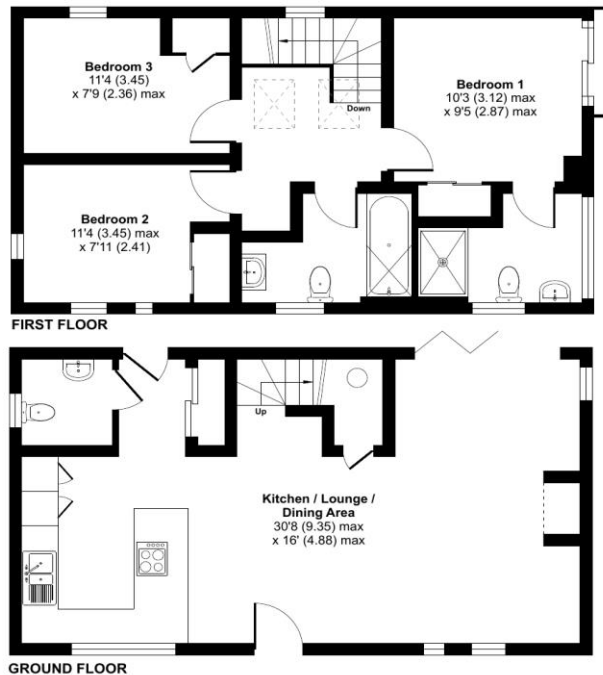 Bedroom 3
11'4 (3.45)
x 7'9 (2.36) max
Bedroom 1
10'3 (3.12) max
x 9'5 (2.87) max
Down
Bedroom 2
11'4 (3.45) max
x 7'11 (2.41)
FIRST FLOOR
Up
Kitchen / Lounge /
Dining Area
30'8 (9.35) max
x 16' (4.88) max
GROUND FLOOR